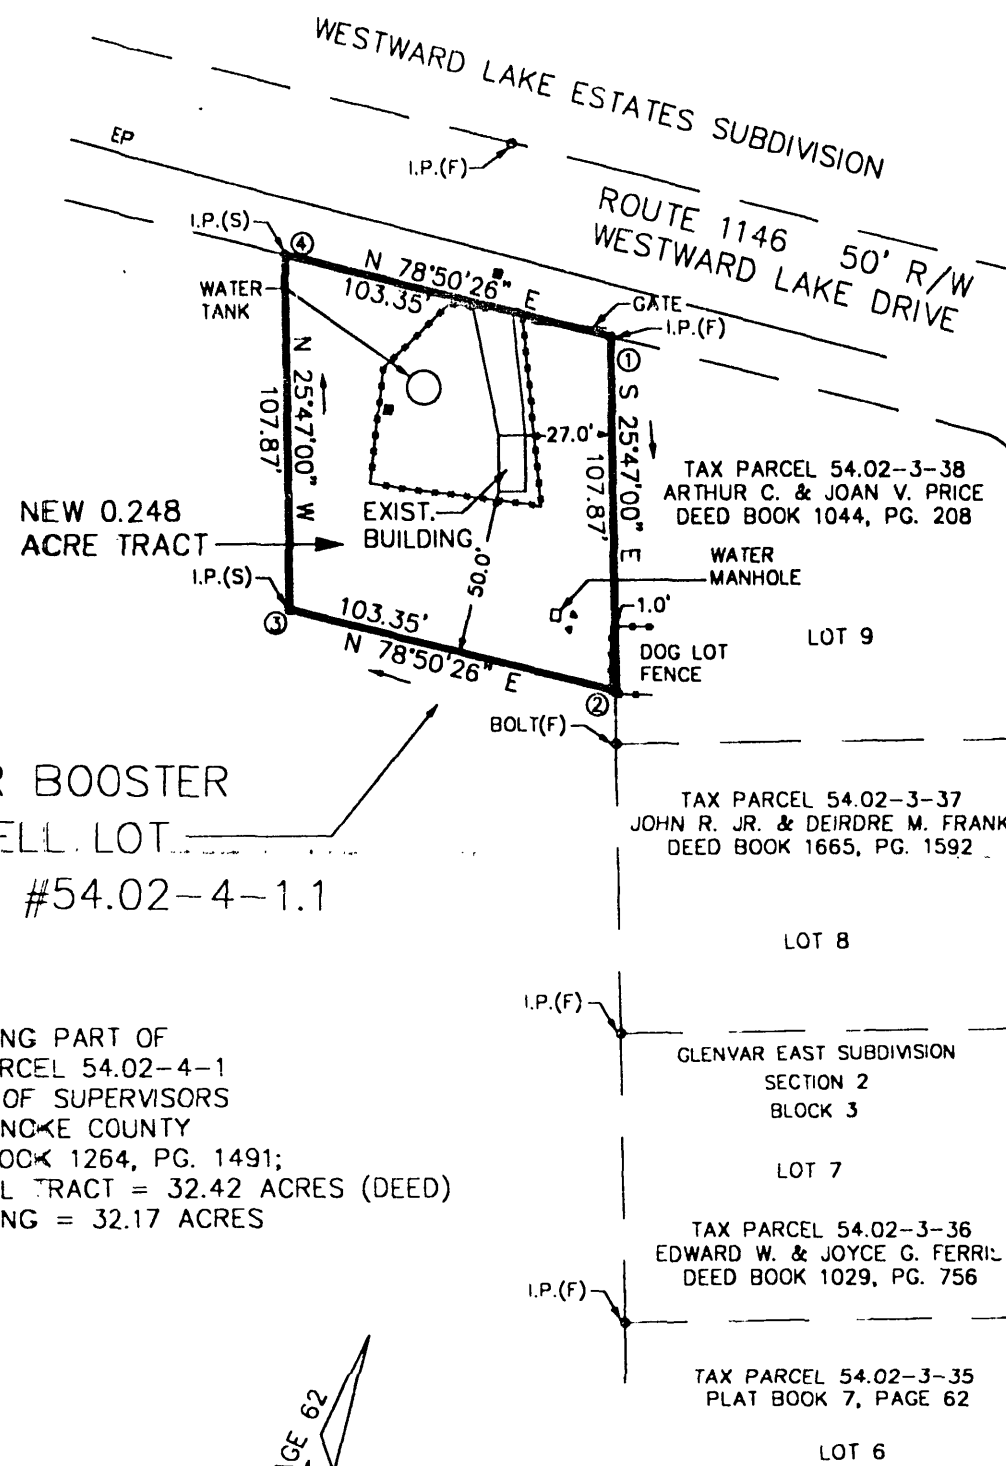 WESTWARD LAKE ESTATES SUBDIVISION
EP
I.P.(F)
ROUTE 1146 50' R/W
WESTWARD LAKE DRIVE
I.P.(S)
④
N 78°50'26" E
103.35'
WATER
TANK
GATE
I.P.(F)
①
N 25°47'00" W
107.87'
S 25°47'00" E
107.87'
27.0'
TAX PARCEL 54.02-3-38
ARTHUR C. & JOAN V. PRICE
DEED BOOK 1044, PG. 208
NEW 0.248
ACRE TRACT
EXIST.
BUILDING
50.0'
WATER
MANHOLE
I.P.(S)
③
103.35'
N 78°50'26" E
1.0'
LOT 9
DOG LOT
FENCE
②
BOLT(F)
R BOOSTER
ELL LOT
#54.02-4-1.1
TAX PARCEL 54.02-3-37
JOHN R. JR. & DEIRDRE M. FRANK
DEED BOOK 1665, PG. 1592
LOT 8
I.P.(F)
NG PART OF
RCEL 54.02-4-1
OF SUPERVISORS
NOKE COUNTY
OOK 1264, PG. 1491;
L TRACT = 32.42 ACRES (DEED)
NG = 32.17 ACRES
GLENVAR EAST SUBDIVISION
SECTION 2
BLOCK 3
LOT 7
TAX PARCEL 54.02-3-36
EDWARD W. & JOYCE G. FERRIL
DEED BOOK 1029, PG. 756
I.P.(F)
TAX PARCEL 54.02-3-35
PLAT BOOK 7, PAGE 62
LOT 6
GE 62